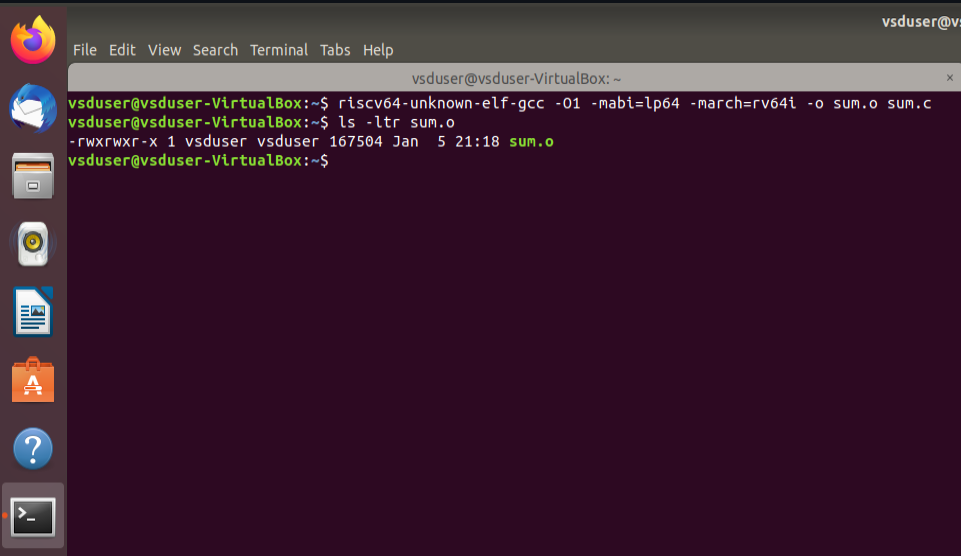 vsduser@vs
File Edit View Search Terminal Tabs Help
vsduser@vsduser-VirtualBox: ~ ×
vsduser@vsduser-VirtualBox:~$ riscv64-unknown-elf-gcc -O1 -mabi=lp64 -march=rv64i -o sum.o sum.c
vsduser@vsduser-VirtualBox:~$ ls -ltr sum.o
-rwxrwxr-x 1 vsduser vsduser 167504 Jan  5 21:18 sum.o
vsduser@vsduser-VirtualBox:~$